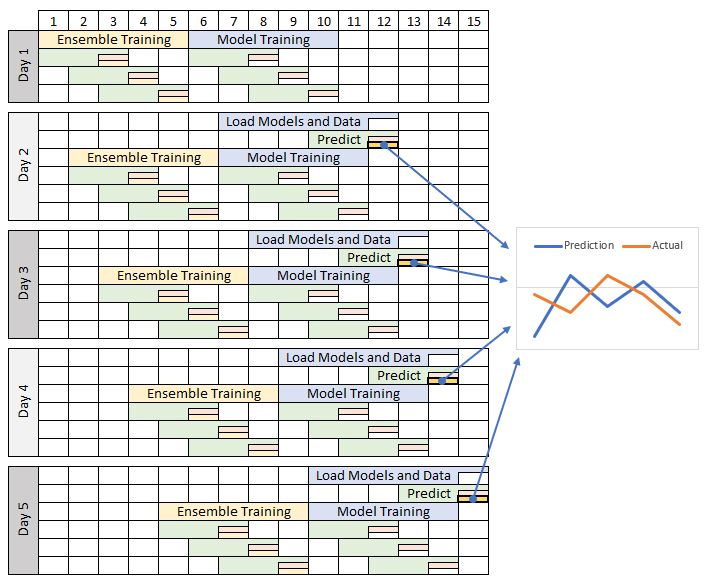 1 2 3 4 5 6 7 8 9 10 11 12 13 14 15
Day 1
Ensemble Training Model Training
Day 2
Load Models and Data
Predict
Ensemble Training Model Training
Day 3
Load Models and Data
Predict
Ensemble Training Model Training
Prediction Actual
Day 4
Load Models and Data
Predict
Ensemble Training Model Training
Day 5
Load Models and Data
Predict
Ensemble Training Model Training